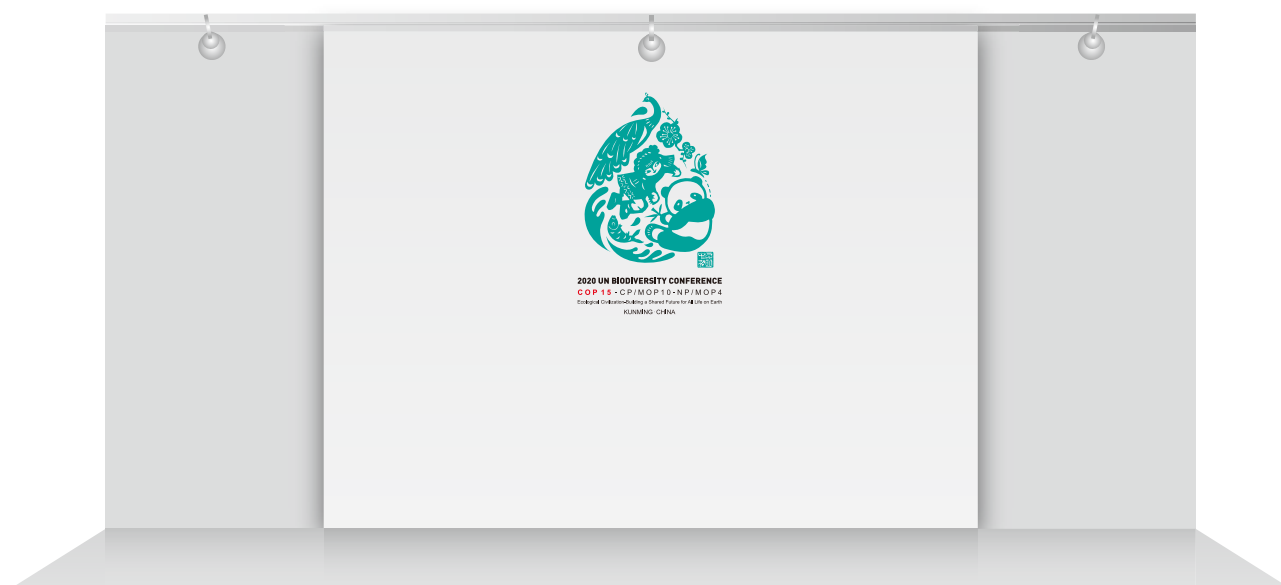 2020 UN BIODIVERSITY CONFERENCE
COP15-CP/MOP10-NP/MOP4
Ecological Civilization-Building a Shared Future for All Life on Earth
KUNMING·CHINA